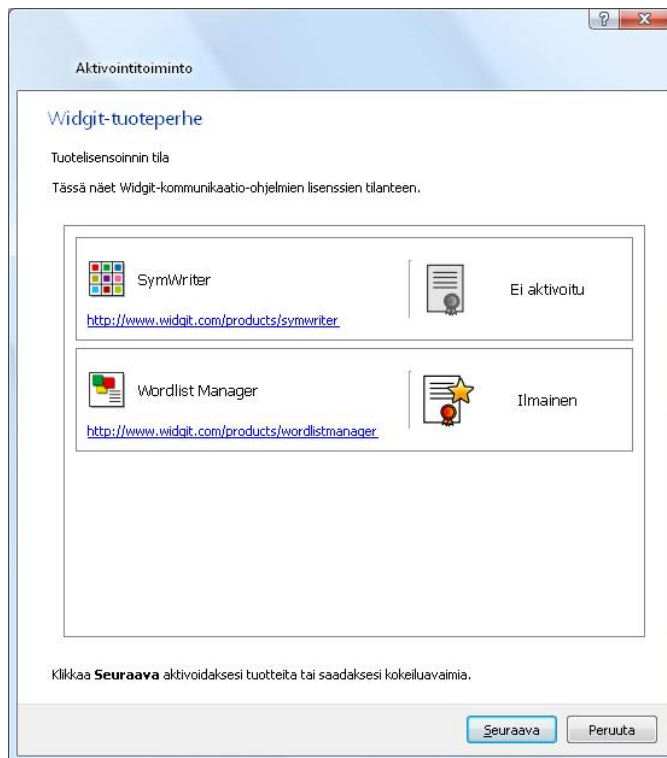 Aktivointitoiminto
Widgit-tuoteperhe
Tuotelisensoinnin tila
Tässä näet Widgit-kommunikaatio-ohjelmien lisenssien tilanteen.
SymWriter
Ei aktivoitu
http://www.widgit.com/products/symwriter
Wordlist Manager
Ilmainen
http://www.widgit.com/products/wordlistmanager
Klikkaa Seuraava aktivoidaksesi tuotteita tai saadaksesi kokeiluavaimia.
Seuraava Peruuta